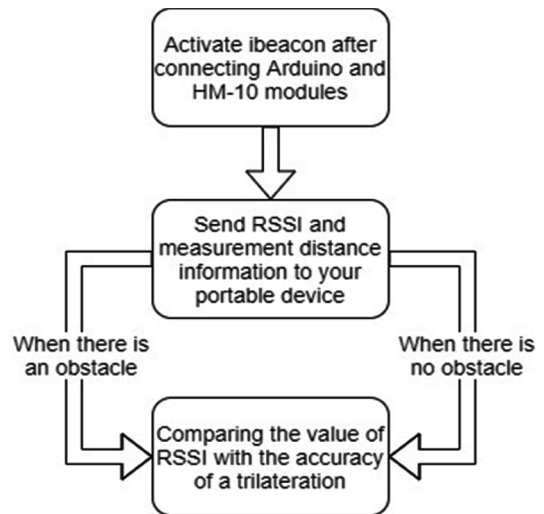 Activate ibeacon after
connecting Arduino and
HM-10 modules
Send RSSI and
measurement distance
information to your
portable device
When there is
an obstacle
When there is
no obstacle
Comparing the value of
RSSI with the accuracy
of a trilateration